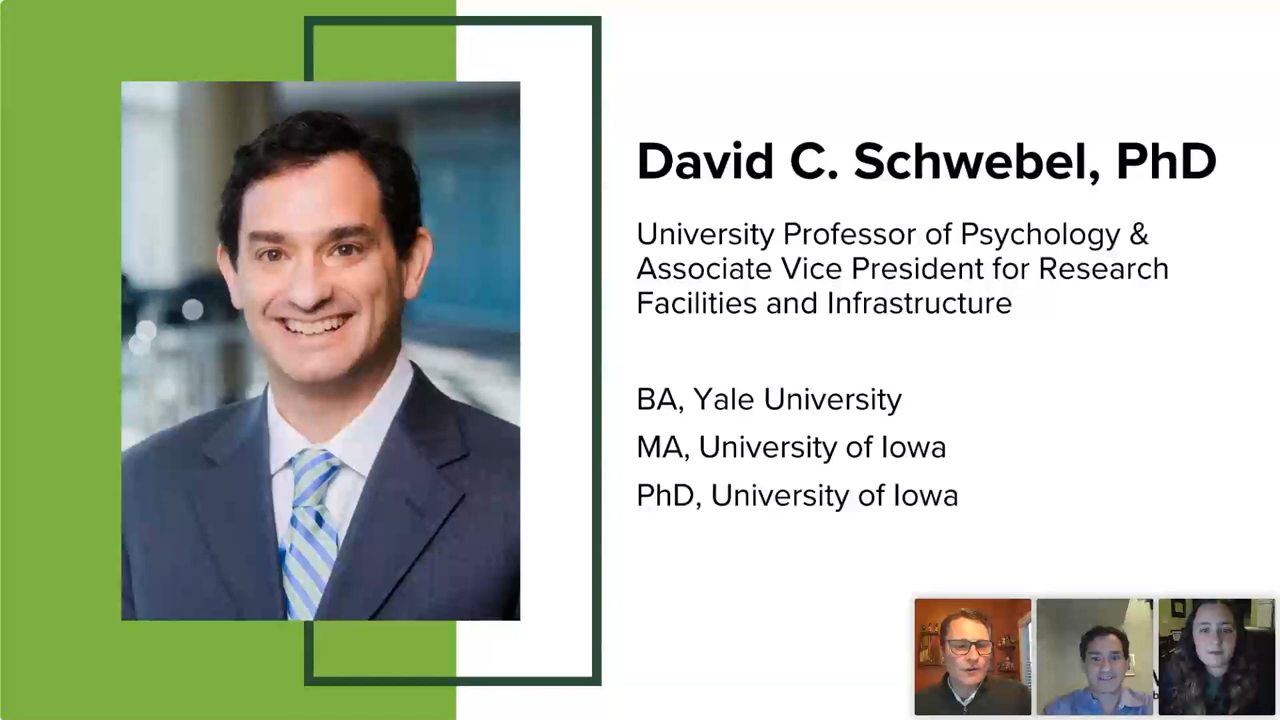 David C. Schwebel, PhD
University Professor of Psychology &
Associate Vice President for Research
Facilities and Infrastructure
BA, Yale University
MA, University of Iowa
PhD, University of Iowa